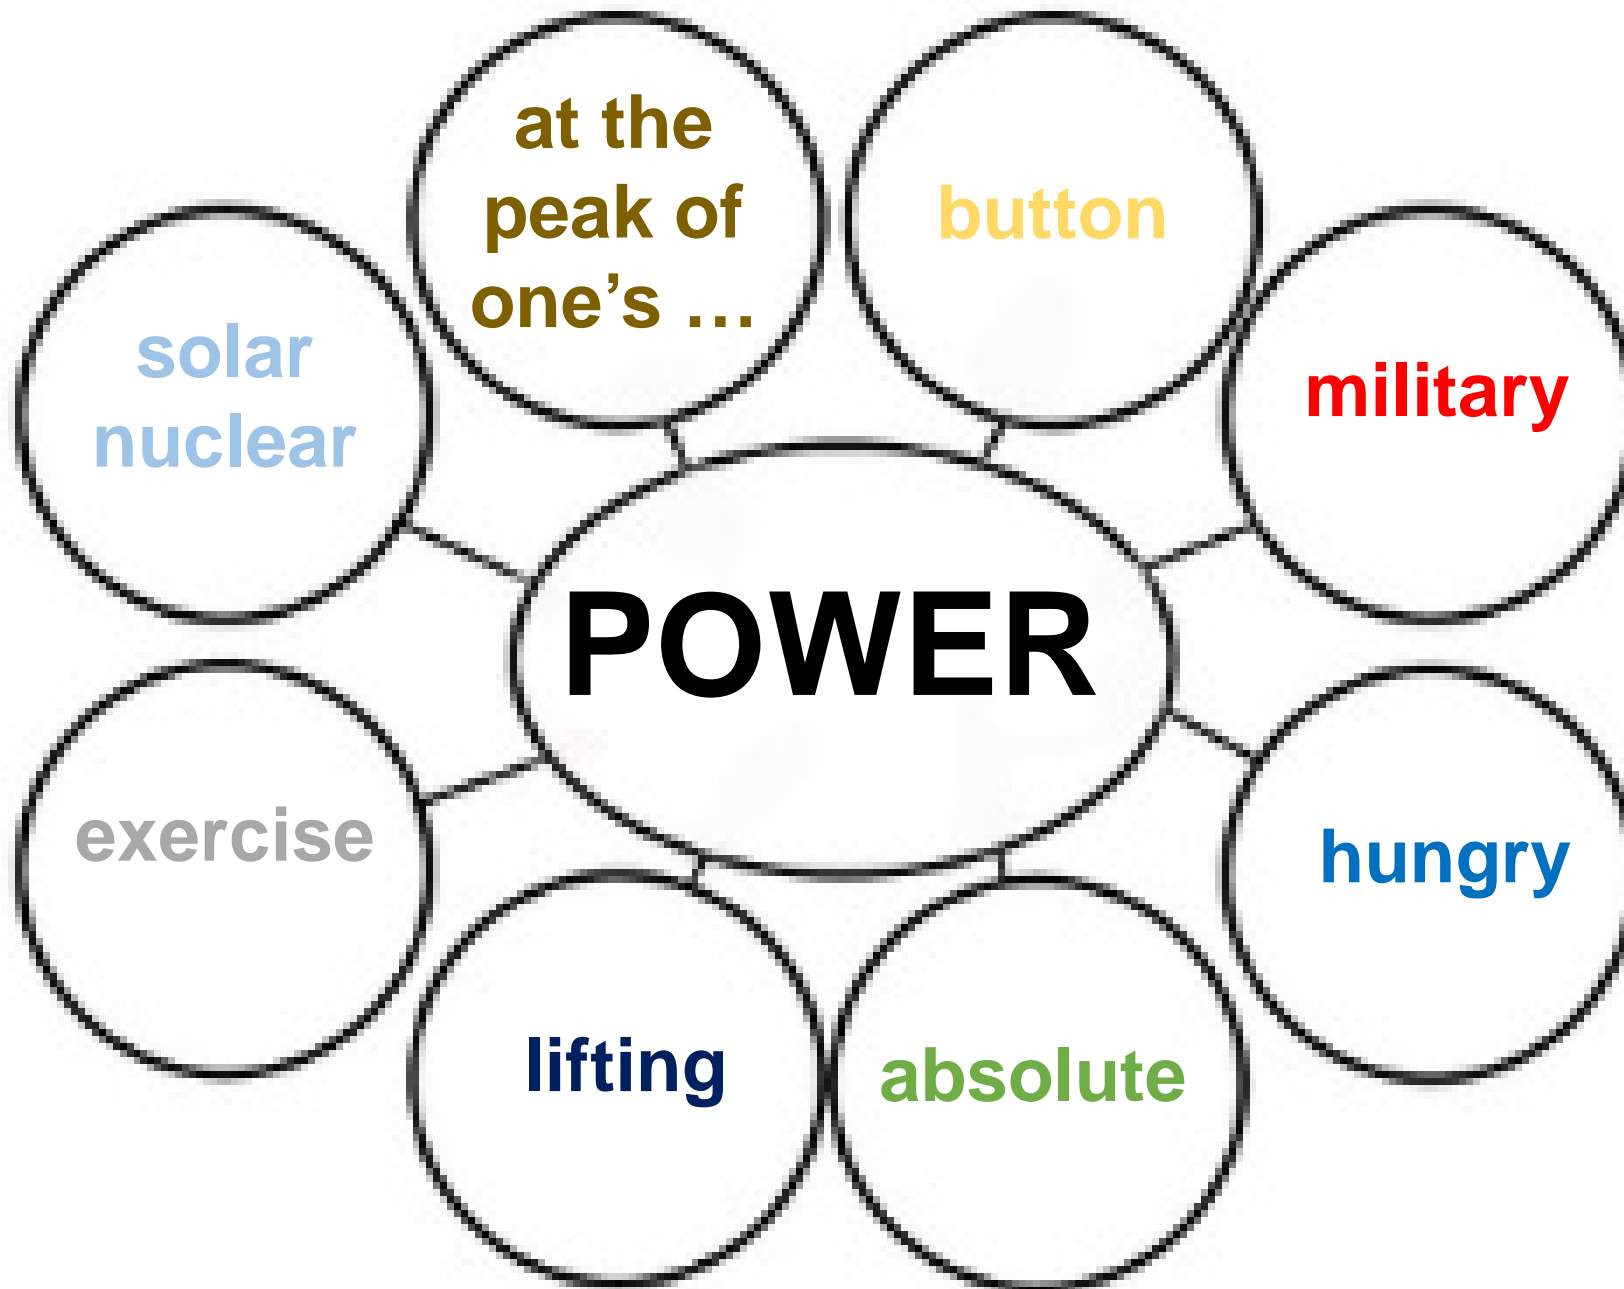 at the
peak of
one’s …
button
solar
nuclear
military
POWER
exercise
hungry
lifting
absolute